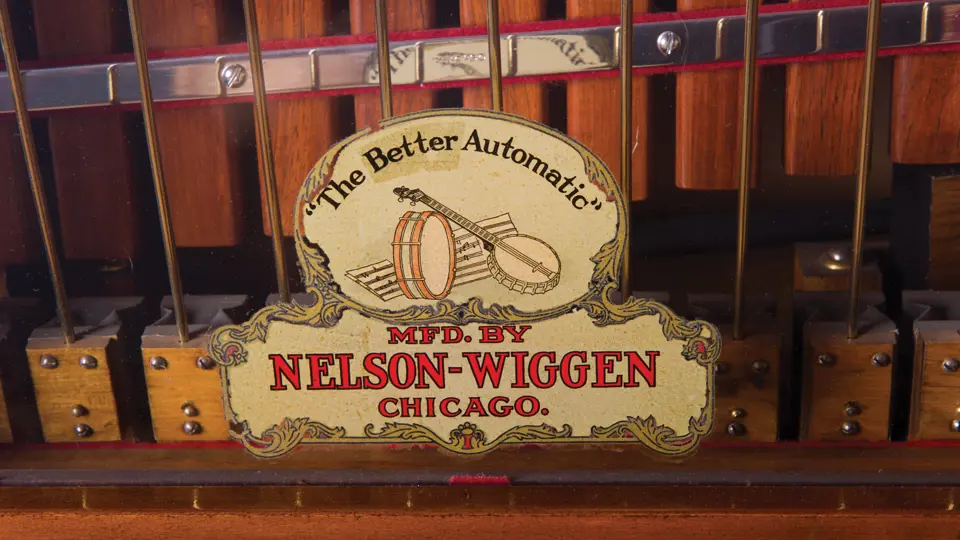 "The Better Automatic"
MFD. BY
NELSON-WIGGEN
CHICAGO.